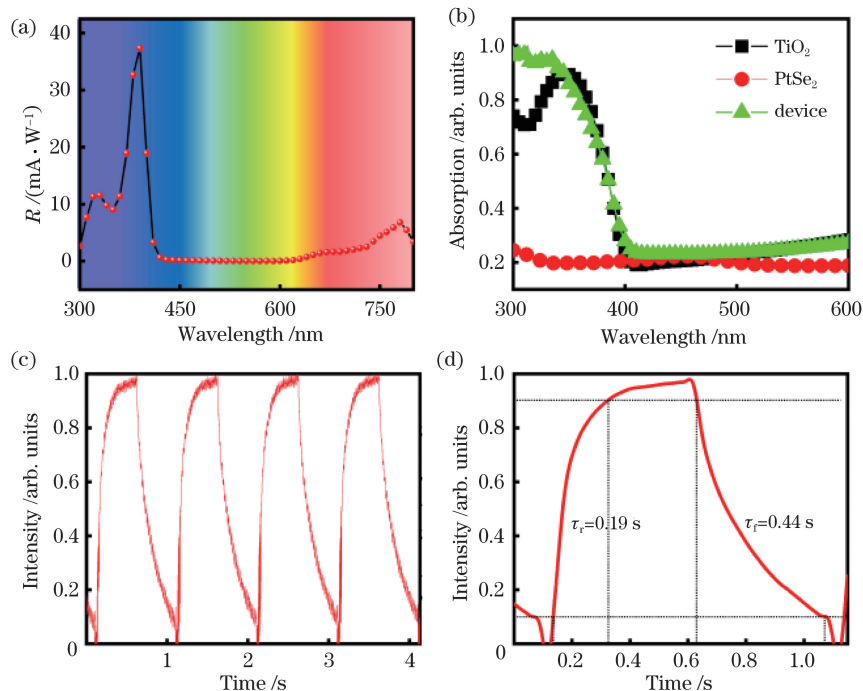 (a)
40
30
20
10
0
R /(mA · W⁻¹)
300 450 600 750
Wavelength /nm
(b)
1.0
0.8
0.6
0.4
0.2
Absorption /arb. units
TiO₂
PtSe₂
device
300 400 500 600
Wavelength /nm
(c)
1.0
0.8
0.6
0.4
0.2
0
Intensity /arb. units
1 2 3 4
Time /s
(d)
1.0
0.8
0.6
0.4
0.2
0
Intensity /arb. units
τr=0.19 s
τf=0.44 s
0.2 0.4 0.6 0.8 1.0
Time /s